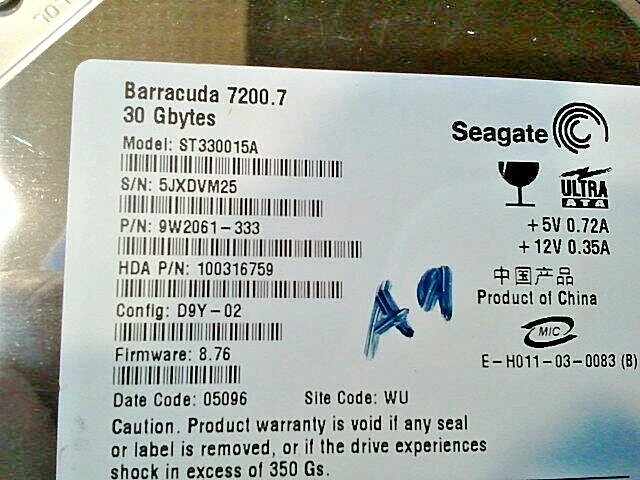 Barracuda 7200.7
30 Gbytes
Model: ST330015A
S/N: 5JXDVM25
P/N: 9W2061-333
HDA P/N: 100316759
Config: D9Y-02
Firmware: 8.76
Date Code: 05096 Site Code: WU
Caution. Product warranty is void if any seal
or label is removed, or if the drive experiences
shock in excess of 350 Gs.
Seagate
ULTRA
ATA
+5V 0.72A
+12V 0.35A
中国产品
Product of China
MIC
E-H011-03-0083 (B)